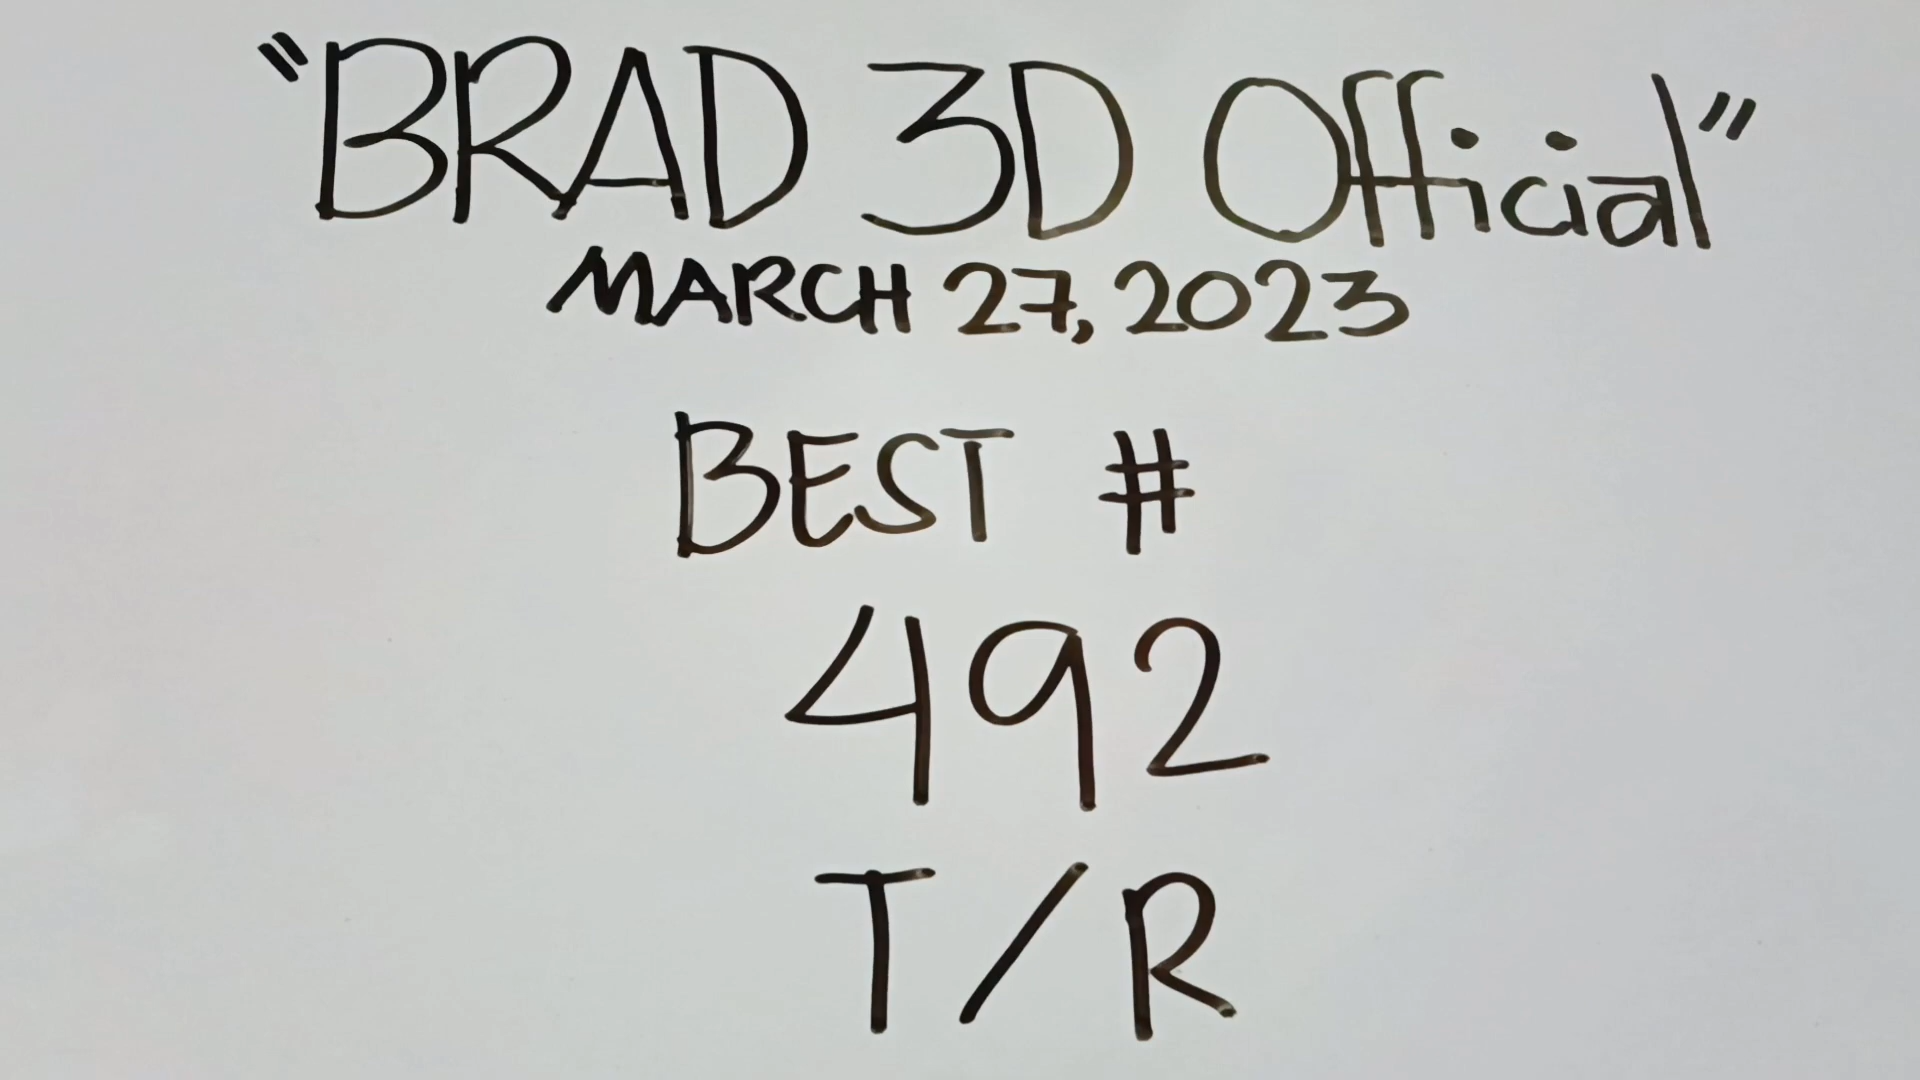 "BRAD 3D Official"
MARCH 27, 2023
BEST #
492
T/R